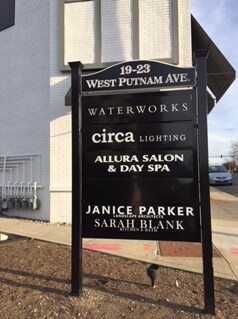 19-23
WEST PUTNAM AVE.
WATERWORKS
circa LIGHTING
ALLURA SALON
& DAY SPA
JANICE PARKER
LANDSCAPE ARCHITECTS
SARAH BLANK
KITCHEN & BATH